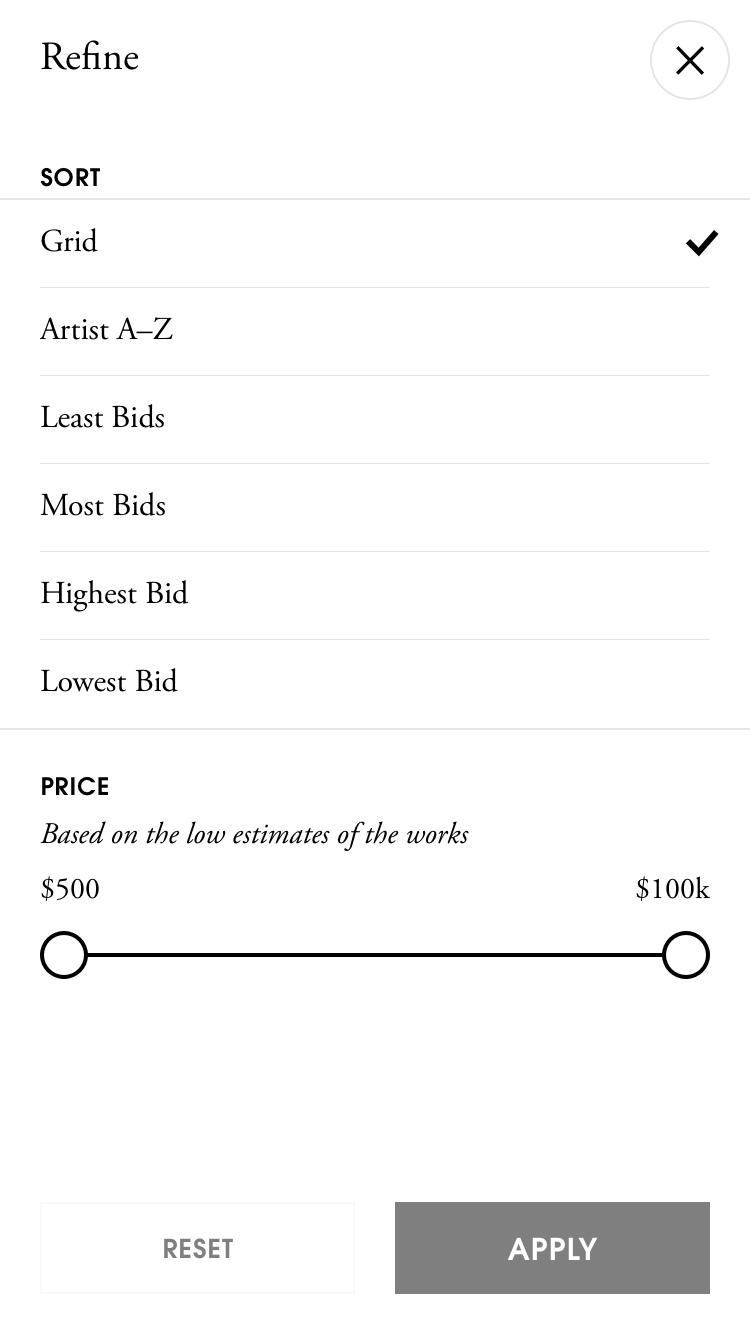 Refine
SORT
Grid
Artist A–Z
Least Bids
Most Bids
Highest Bid
Lowest Bid
PRICE
Based on the low estimates of the works
$500 $100k
RESET APPLY